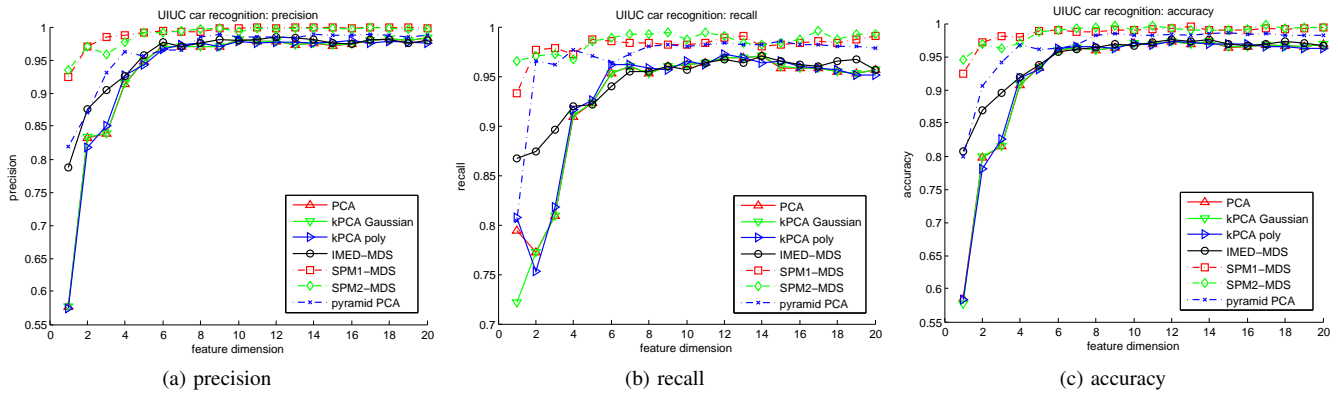 UIUC car recognition: precision
1
0.95
0.9
0.85
0.8
0.75
0.7
0.65
0.6
0.55
precision
0 2 4 6 8 10 12 14 16 18 20
feature dimension
PCA
kPCA Gaussian
kPCA poly
IMED−MDS
SPM1−MDS
SPM2−MDS
pyramid PCA
(a) precision
UIUC car recognition: recall
1
0.95
0.9
0.85
0.8
0.75
0.7
recall
0 2 4 6 8 10 12 14 16 18 20
feature dimension
PCA
kPCA Gaussian
kPCA poly
IMED−MDS
SPM1−MDS
SPM2−MDS
pyramid PCA
(b) recall
UIUC car recognition: accuracy
1
0.95
0.9
0.85
0.8
0.75
0.7
0.65
0.6
0.55
accuracy
0 2 4 6 8 10 12 14 16 18 20
feature dimension
PCA
kPCA Gaussian
kPCA poly
IMED−MDS
SPM1−MDS
SPM2−MDS
pyramid PCA
(c) accuracy